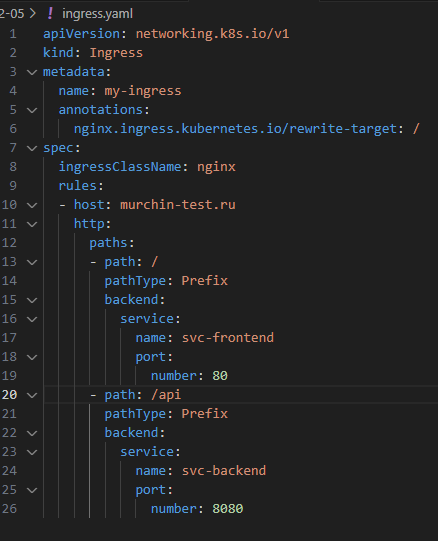 2-05 > ! ingress.yaml
1 apiVersion: networking.k8s.io/v1
2 kind: Ingress
3 metadata:
4   name: my-ingress
5   annotations:
6     nginx.ingress.kubernetes.io/rewrite-target: /
7 spec:
8   ingressClassName: nginx
9   rules:
10   - host: murchin-test.ru
11     http:
12       paths:
13       - path: /
14         pathType: Prefix
15         backend:
16           service:
17             name: svc-frontend
18             port:
19               number: 80
20       - path: /api
21         pathType: Prefix
22         backend:
23           service:
24             name: svc-backend
25             port:
26               number: 8080